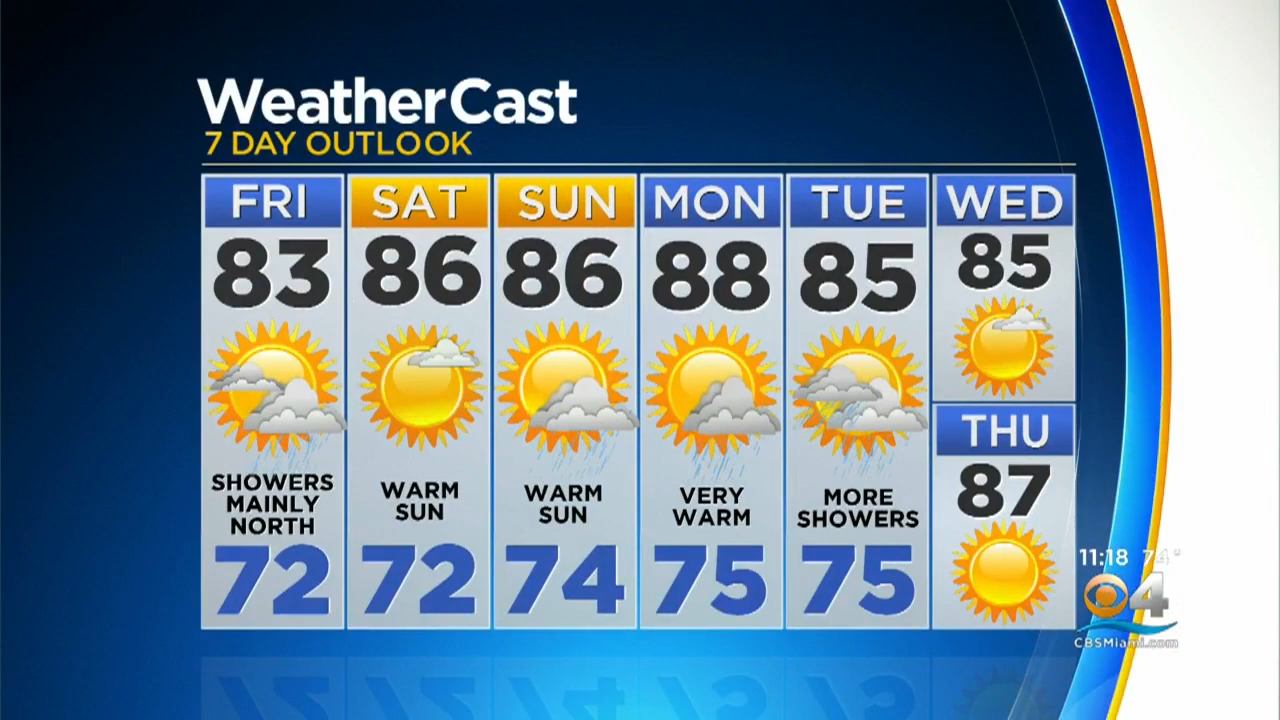 WeatherCast
7 DAY OUTLOOK
FRI
83
SHOWERS
MAINLY
NORTH
72
SAT
86
WARM
SUN
72
SUN
86
WARM
SUN
74
MON
88
VERY
WARM
75
TUE
85
MORE
SHOWERS
75
WED
85
THU
87
11:18 74°
4
CBSMiami.com